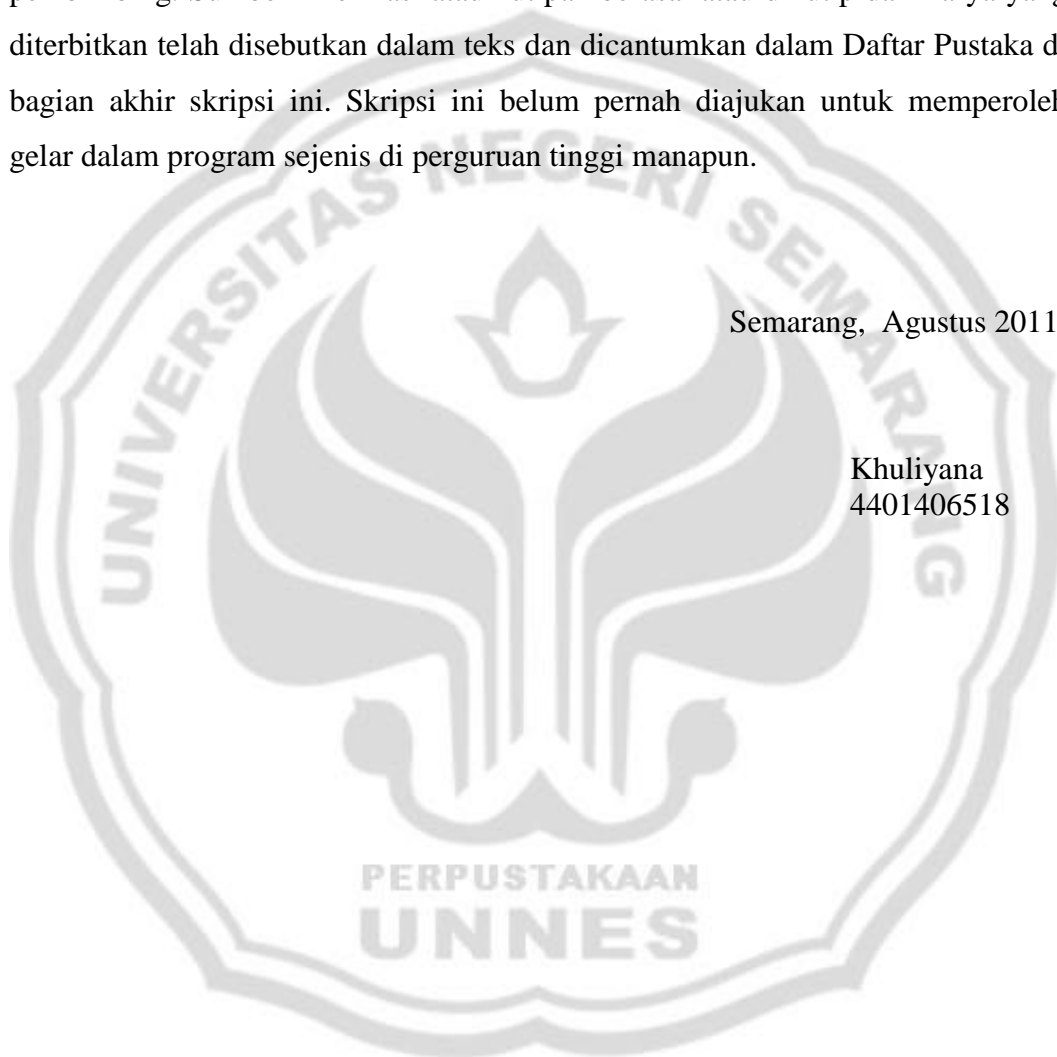 diterbitkan telah disebutkan dalam teks dan dicantumkan dalam Daftar Pustaka d
bagian akhir skripsi ini. Skripsi ini belum pernah diajukan untuk memperoleh
gelar dalam program sejenis di perguruan tinggi manapun.
UNIVERSITAS NEGERI SEMARANG
Semarang, Agustus 2011
Khuliyana
4401406518
PERPUSTAKAAN
UNNES